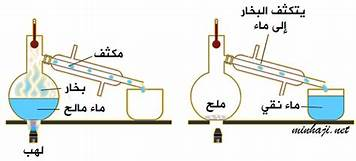 مكثف
بخار
ماء مالح
لهب
يتكثف البخار
إلى ماء
ملح
ماء نقي
minhaji.net